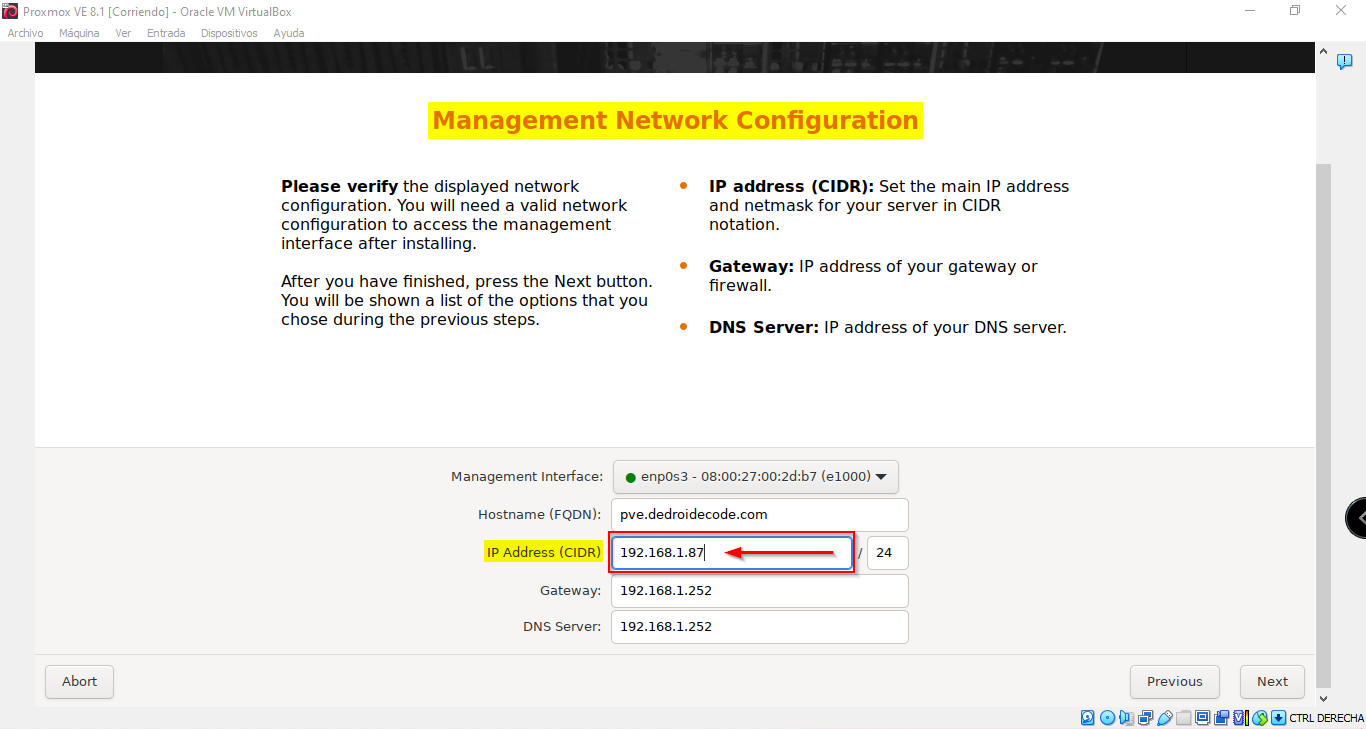 Proxmox VE 8.1 [Corriendo] - Oracle VM VirtualBox
Archivo Máquina Ver Entrada Dispositivos Ayuda
Management Network Configuration
Please verify the displayed network
configuration. You will need a valid network
configuration to access the management
interface after installing.
After you have finished, press the Next button.
You will be shown a list of the options that you
chose during the previous steps.
IP address (CIDR): Set the main IP address
and netmask for your server in CIDR
notation.
Gateway: IP address of your gateway or
firewall.
DNS Server: IP address of your DNS server.
Management Interface: enp0s3 - 08:00:27:00:2d:b7 (e1000)
Hostname (FQDN): pve.dedroidecode.com
IP Address (CIDR) 192.168.1.87 / 24
Gateway: 192.168.1.252
DNS Server: 192.168.1.252
Abort Previous Next
CTRL DERECHA